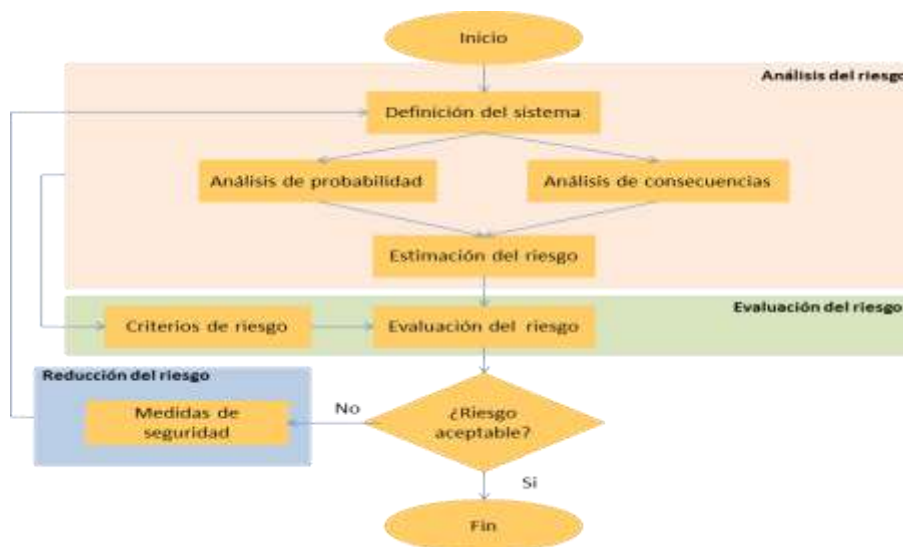 Inicio
Análisis del riesgo
Definición del sistema
Análisis de probabilidad
Análisis de consecuencias
Estimación del riesgo
Evaluación del riesgo
Criterios de riesgo
Evaluación del riesgo
Reducción del riesgo
Medidas de
seguridad
No
¿Riesgo
aceptable?
Si
Fin